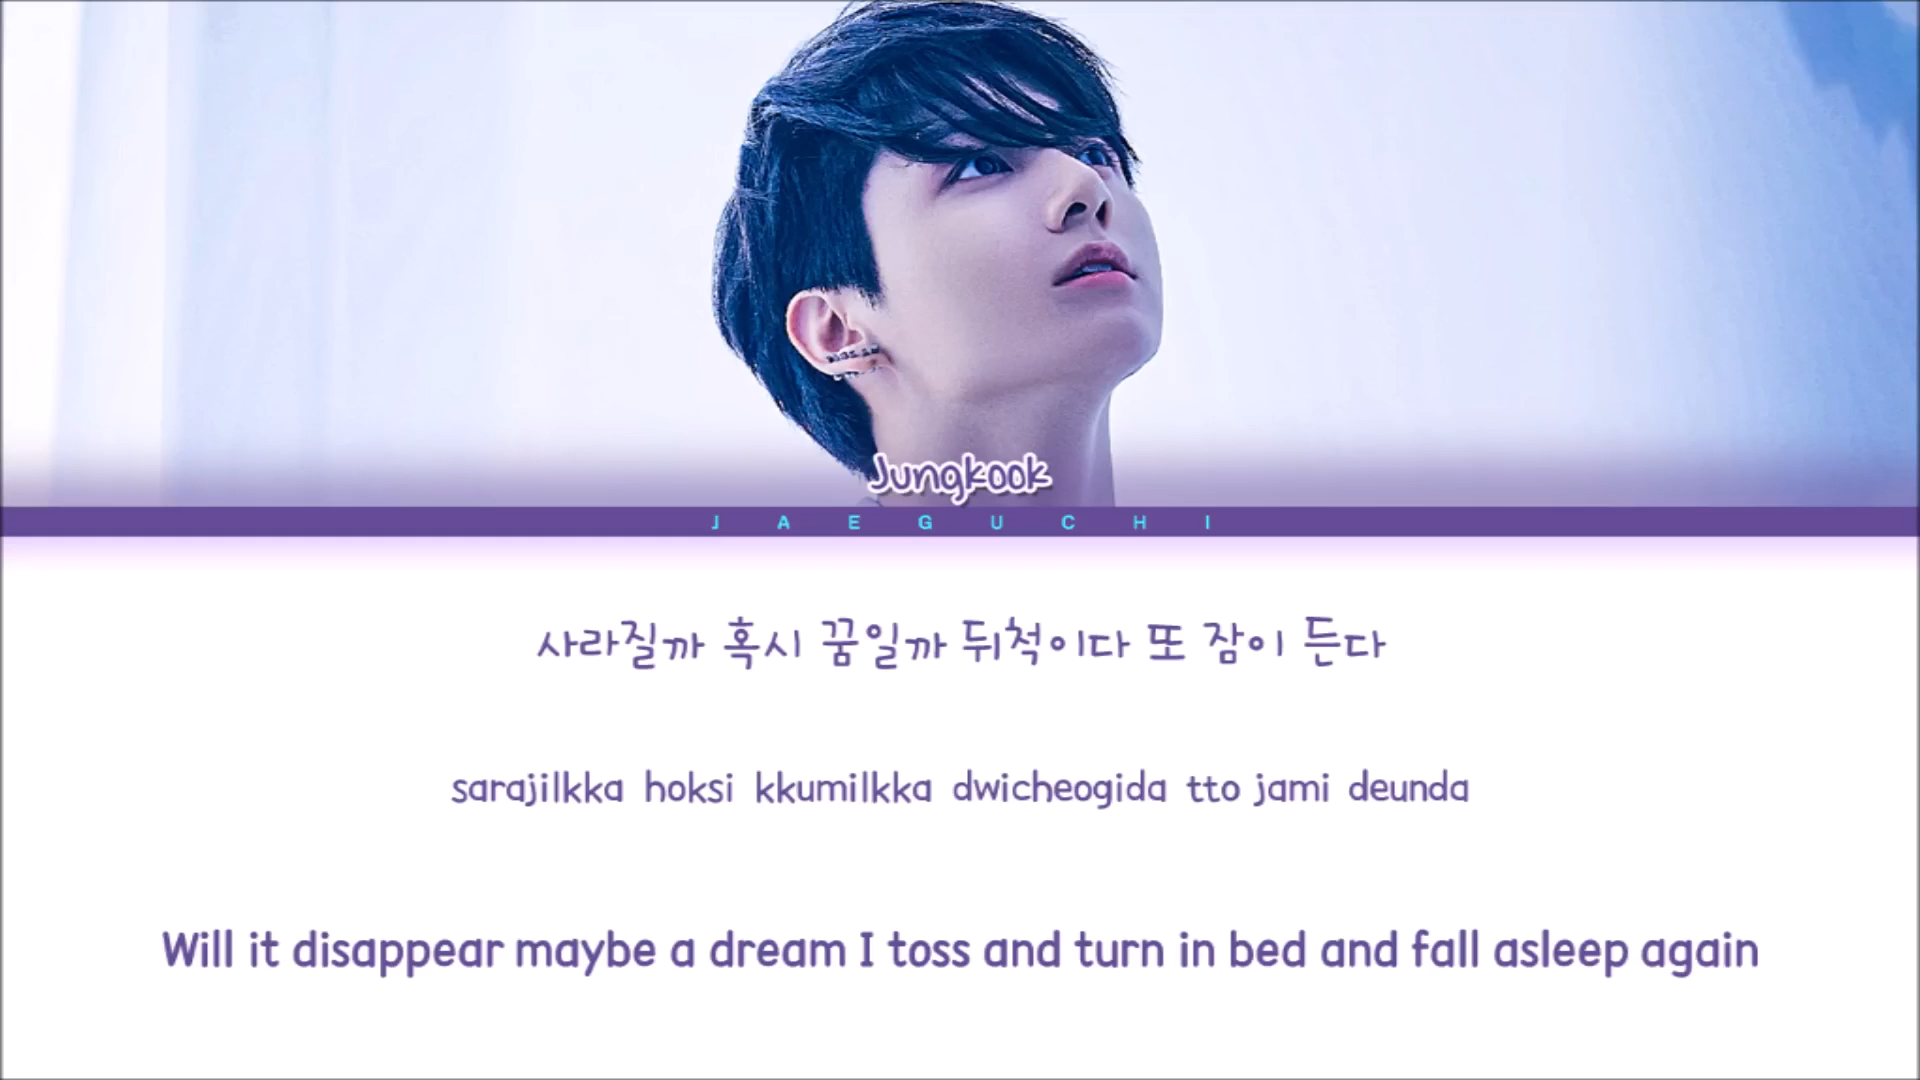 Jungkook
JAEGUCHI
사라질까 혹시 꿈일까 뒤척이다 또 잠이 든다
sarajilkka hoksi kkumilkka dwicheogida tto jami deunda
Will it disappear maybe a dream I toss and turn in bed and fall asleep again